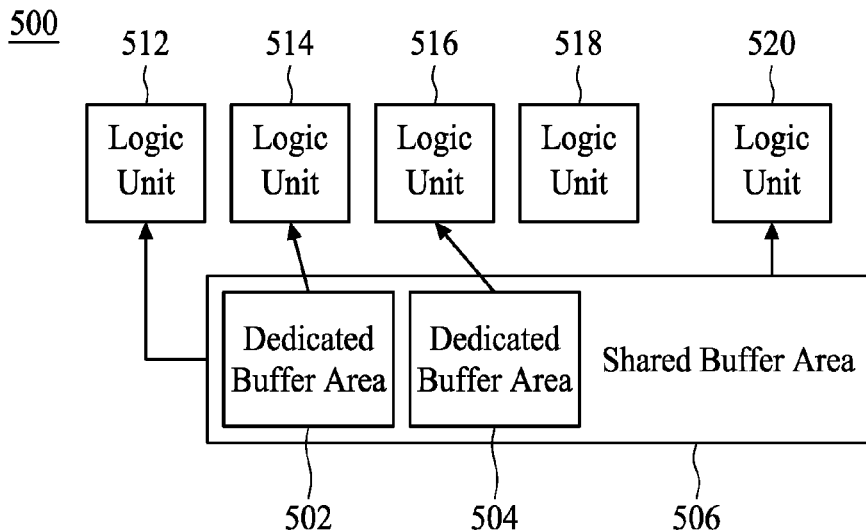 500
512 514 516 518 520
Logic Unit
Logic Unit
Logic Unit
Logic Unit
Logic Unit
Dedicated
Buffer Area
Dedicated
Buffer Area
Shared Buffer Area
502 504 506